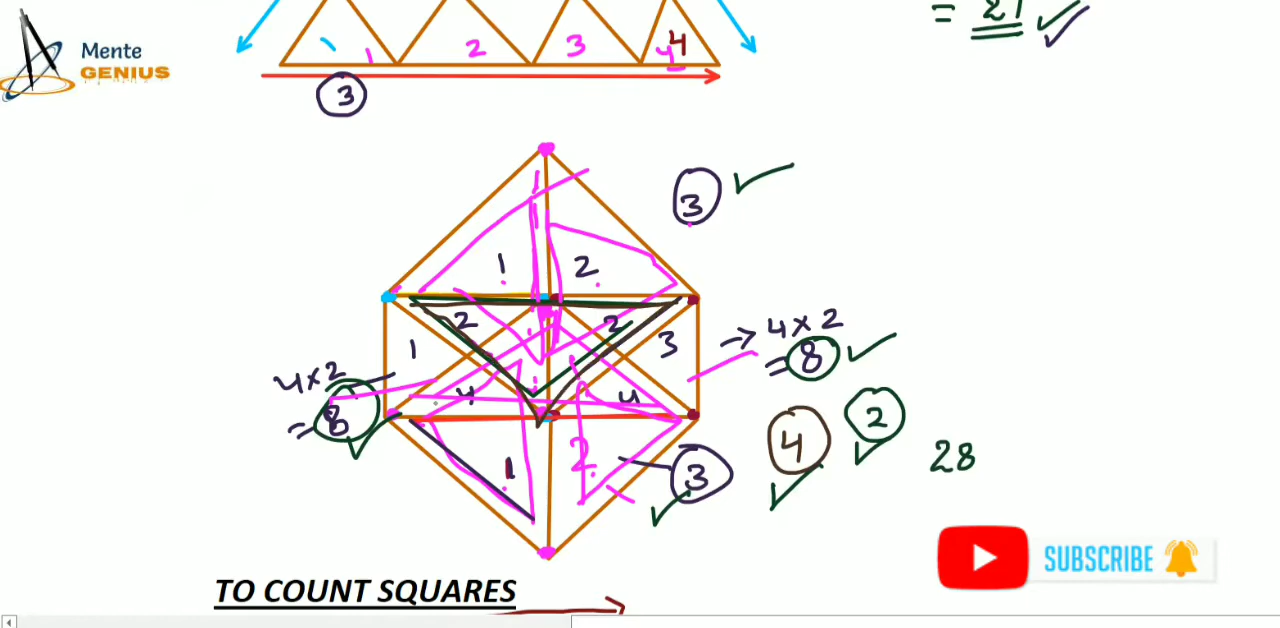 = 21
Mente
GENIUS
1 2 3 4
4
3
3
1 2
2 2
1 3
→ 4 x 2
= 8
4 x 2
= 8
4 4
4 2
28
1 2
3
SUBSCRIBE
TO COUNT SQUARES